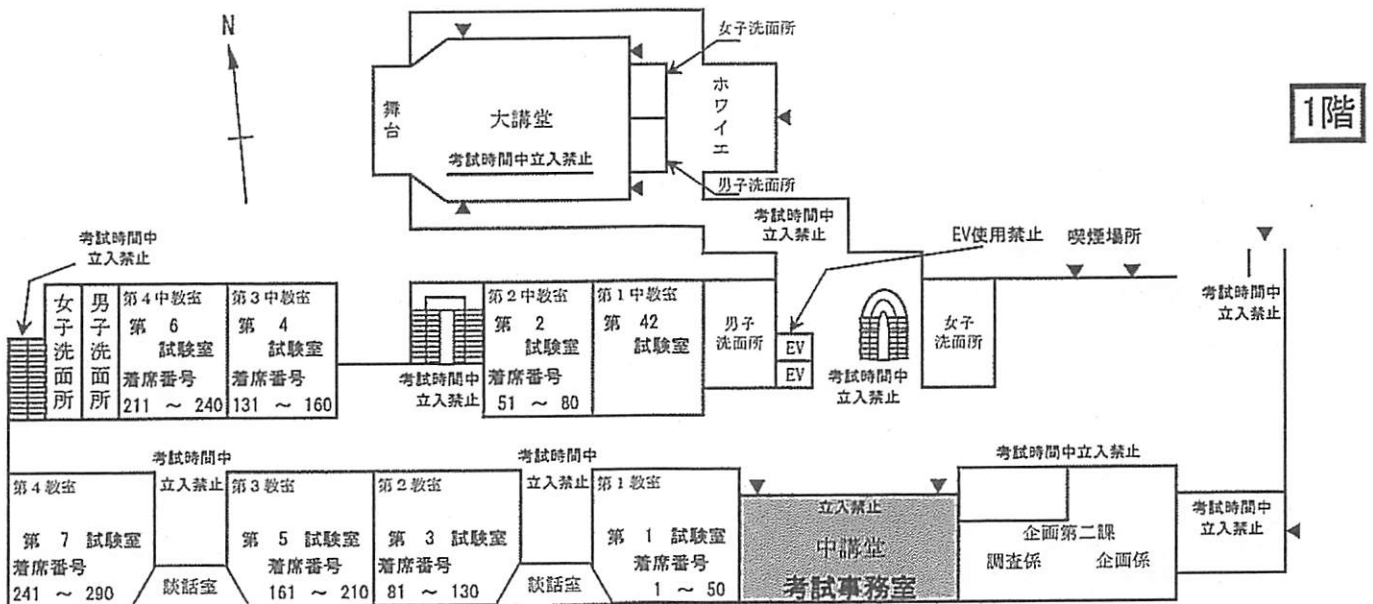 N
女子洗面所
1階
舞台
大講堂
ホワイエ
考試時間中立入禁止
男子洗面所
考試時間中
立入禁止
考試時間中
立入禁止
EV使用禁止
喫煙場所
考試時間中
立入禁止
女子洗面所
男子洗面所
第4中教室
第 6
試験室
着席番号
211 ～ 240
第3中教室
第 4
試験室
着席番号
131 ～ 160
考試時間中
立入禁止
第2中教室
第 2
試験室
着席番号
51 ～ 80
第1中教室
第 42
試験室
男子
洗面所
EV
EV
考試時間中
立入禁止
女子
洗面所
第4教室
第 7 試験室
着席番号
241 ～ 290
考試時間中
立入禁止
談話室
第3教室
第 5 試験室
着席番号
161 ～ 210
第2教室
第 3 試験室
着席番号
81 ～ 130
考試時間中
立入禁止
談話室
第1教室
第 1 試験室
着席番号
1 ～ 50
立入禁止
中講堂
考試事務室
考試時間中立入禁止
企画第二課
調査係 企画係
考試時間中
立入禁止